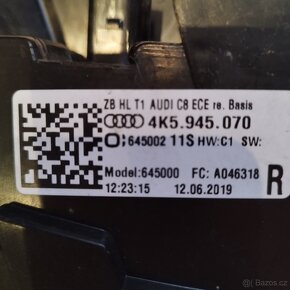 ZB HL T1 AUDI C8 ECE re. Basis
4K5.945.070
645002 11S HW:C1 SW:
Model:645000 FC: A046318
12:23:15 12.06.2019 R
© bazos.cz